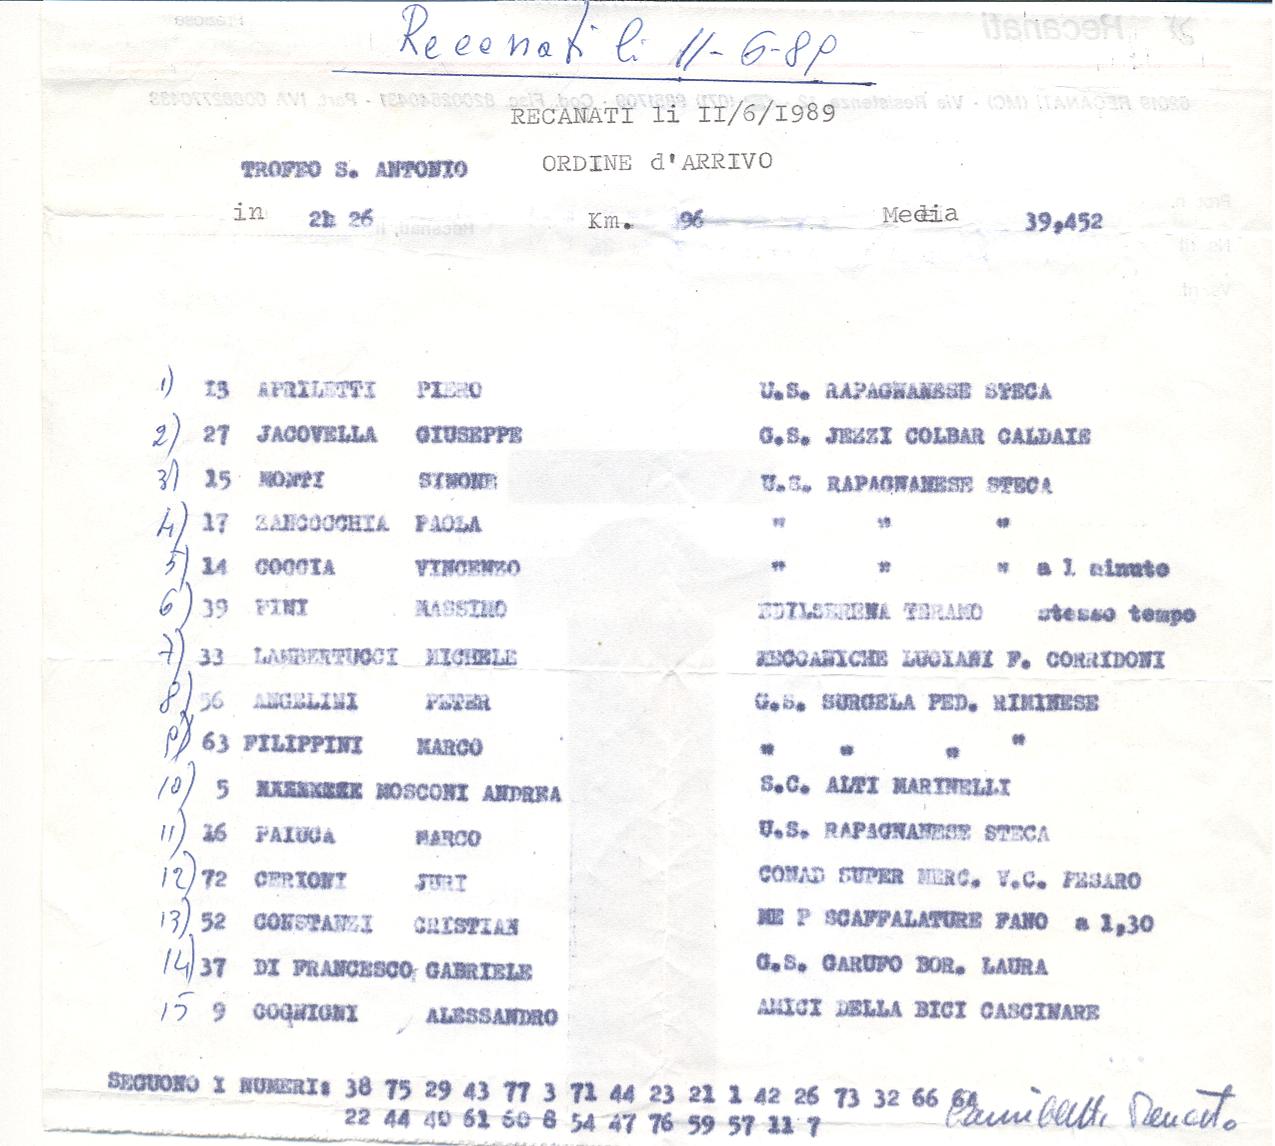 Recanati li 11-6-89
RECANATI li II/6/1989
TROFEO S. ANTONIO ORDINE d'ARRIVO
in 2h 26 Km. 96 Media 39,452
1) 13 APRILETTI PIERO U.S. RAPAGNANESE STECA
2) 27 JACOVELLA GIUSEPPE G.S. JEZZI COLBAR CALDAIE
3) 15 MONTI SIMONE U.S. RAPAGNANESE STECA
4) 17 ZANCOCCHIA PAOLA " " "
5) 14 COCCIA VINCENZO " " " a 1 minuto
6) 39 PINI MASSIMO EDILSERENA TERAMO stesso tempo
7) 33 LAMBERTUCCI MICHELE MECCANICHE LUCIANI F. CORRIDONI
8) 56 ANGELINI PETER G.S. SURGELA PED. RIMINESE
9) 63 FILIPPINI MARCO " " " "
10) 5 MOSCONI ANDREA S.C. ALTI MARINELLI
11) 16 PAIUCA MARCO U.S. RAPAGNANESE STECA
12) 72 CERIONI JURI COMAD SUPER MERC. V.C. PESARO
13) 52 CONSTANZI CRISTIAN ME P SCAFFALATURE FANO a 1,30
14) 37 DI FRANCESCO GABRIELE G.S. GARUFO BOR. LAURA
15 9 COGNIGNI ALESSANDRO AMICI DELLA BICI CASCINARE
SEGUONO I NUMERI: 38 75 29 43 77 3 71 44 23 21 1 42 26 73 32 66 64
22 44 40 61 60 8 54 47 76 59 57 11 7